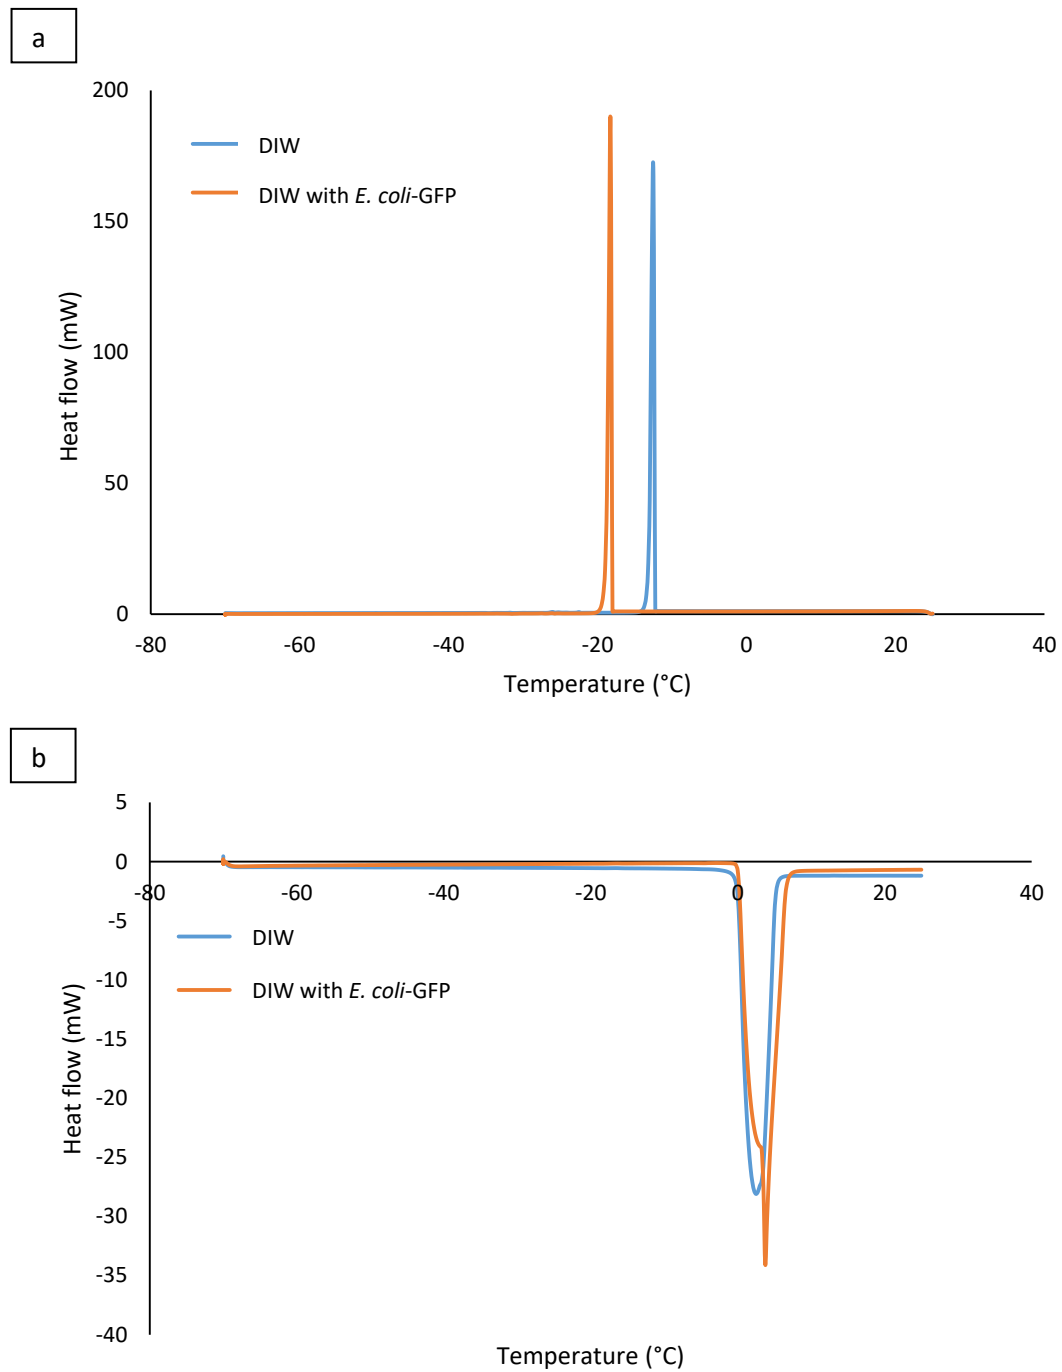 a
200
DIW
DIW with E. coli-GFP
150
Heat flow (mW)
100
50
0
-80 -60 -40 -20 0 20 40
Temperature (°C)
b
5
0
-80 -60 -40 -20 0 20 40
-5
DIW
-10
DIW with E. coli-GFP
-15
Heat flow (mW)
-20
-25
-30
-35
-40
Temperature (°C)